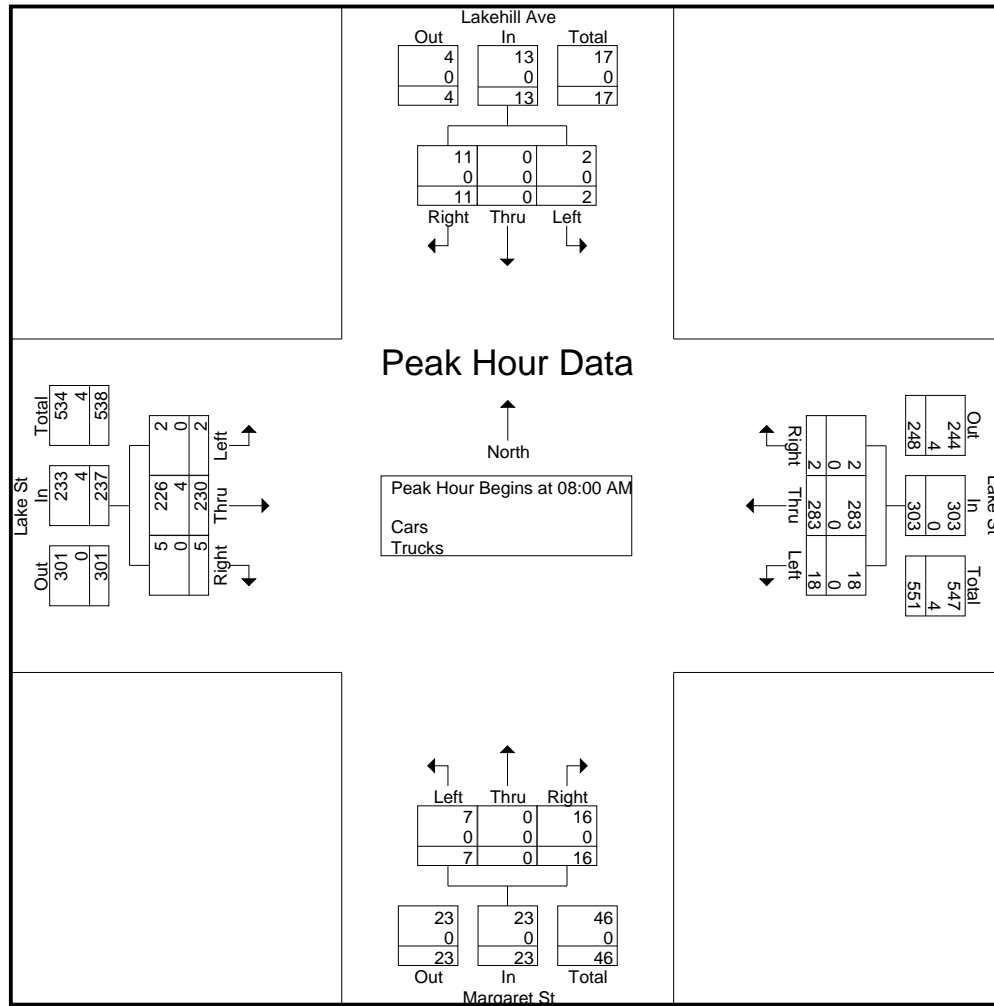 Lakehill Ave
Out In Total
4 13 17
0 0 0
4 13 17
11 0 2
0 0 0
11 0 2
Right Thru Left
Peak Hour Data
North
Peak Hour Begins at 08:00 AM
Cars
Trucks
Lake St
Out In Total
301 233 534
0 4 4
301 237 538
Right Thru Left
5 226 2
0 4 0
5 230 2
Lake St
Out In Total
244 303 547
4 0 4
248 303 551
Right Thru Left
2 283 18
0 0 0
2 283 18
Left Thru Right
7 0 16
0 0 0
7 0 16
23 23 46
0 0 0
23 23 46
Out In Total
Margaret St